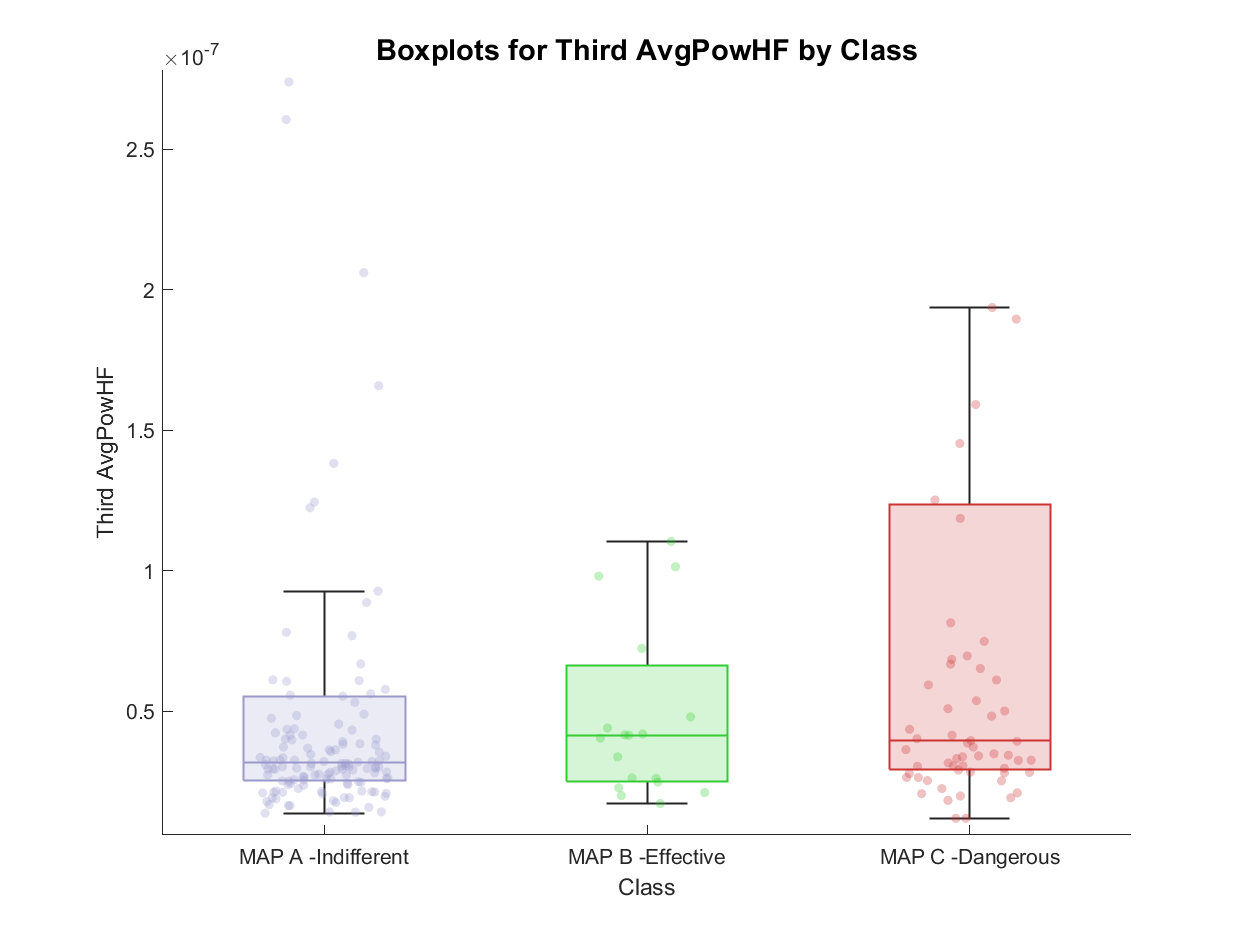 Boxplots for Third AvgPowHF by Class
×10⁻⁷
2.5
2
1.5
1
0.5
Third AvgPowHF
MAP A -Indifferent
MAP B -Effective
MAP C -Dangerous
Class